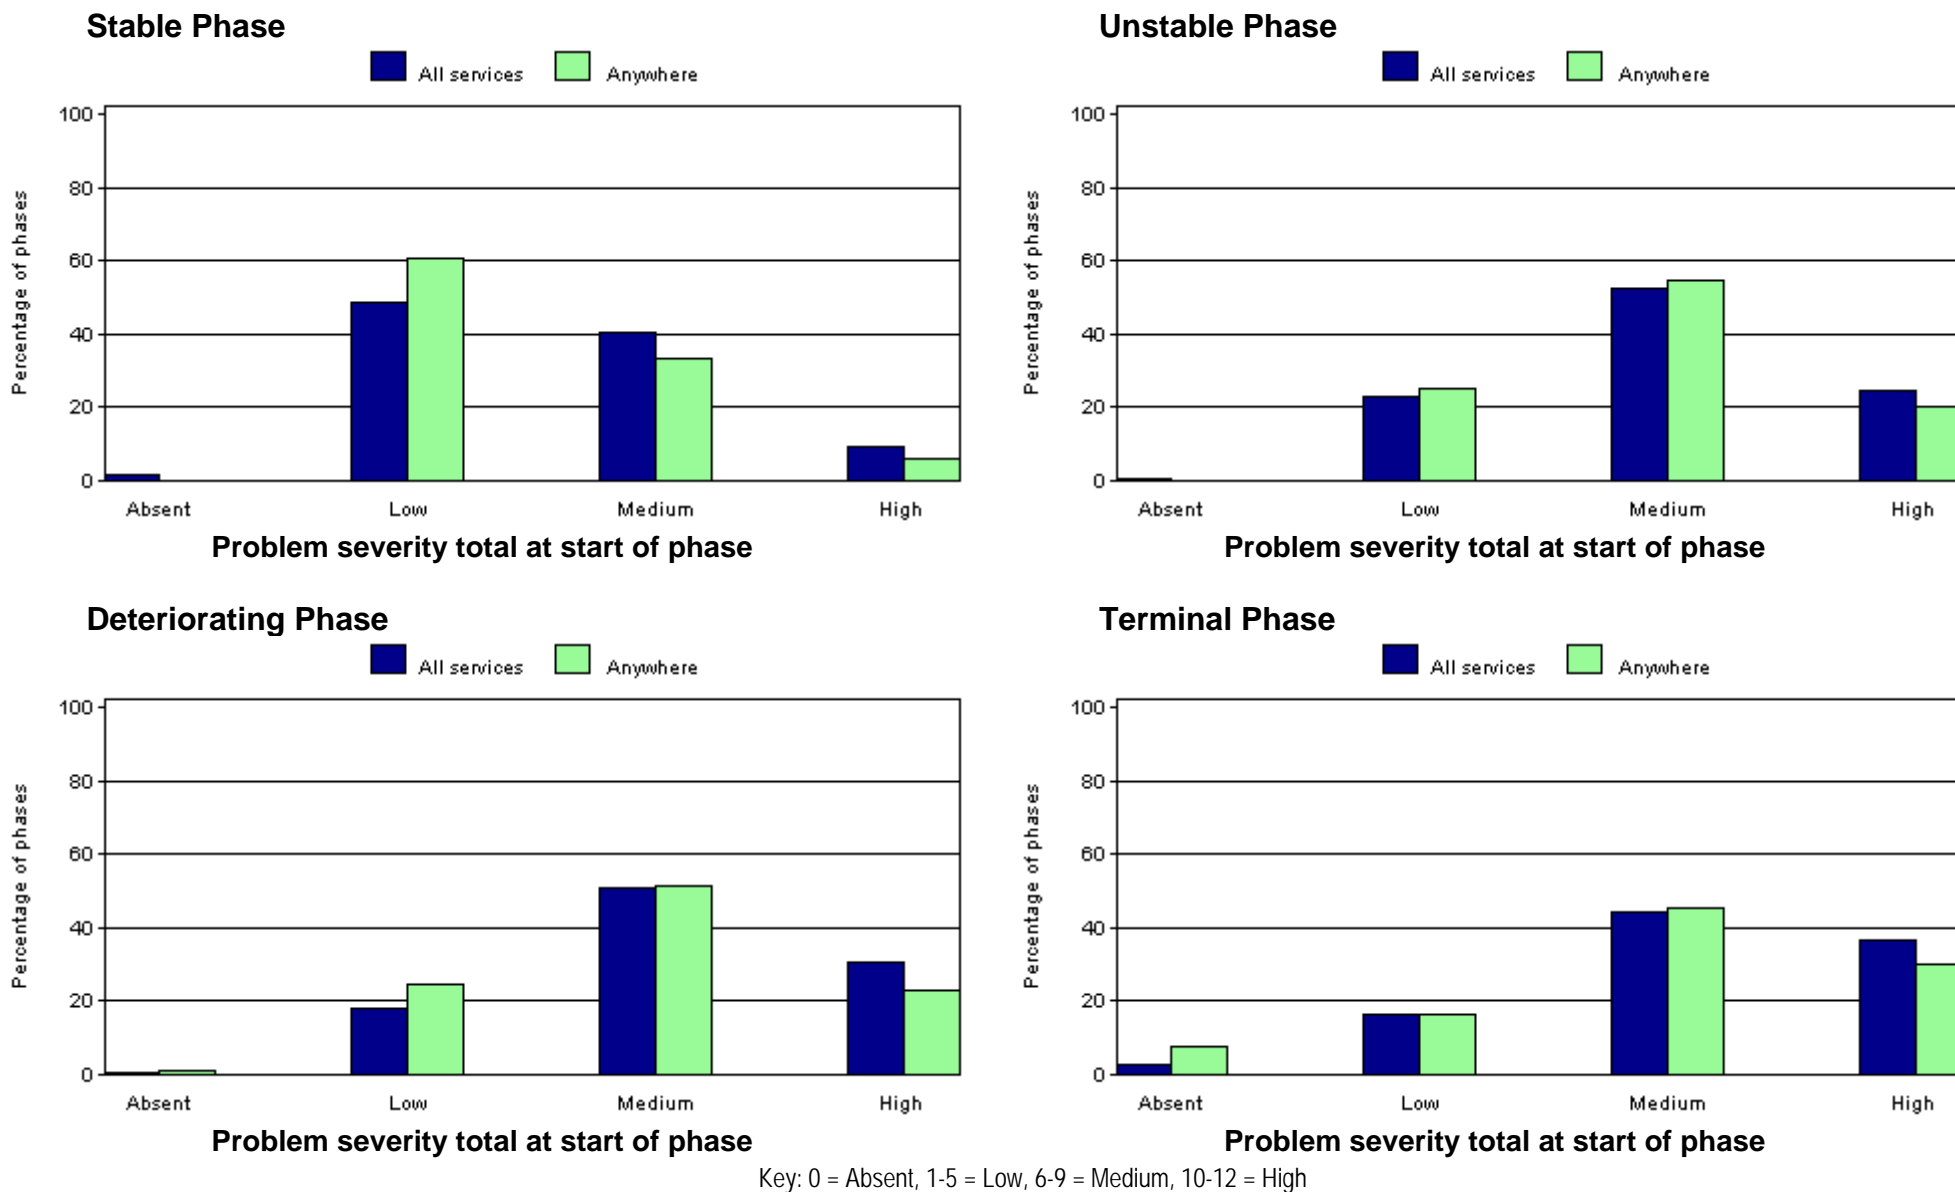 Stable Phase
All services Anywhere
Percentage of phases
100
80
60
40
20
0
Absent Low Medium High
Problem severity total at start of phase
Unstable Phase
All services Anywhere
Percentage of phases
100
80
60
40
20
0
Absent Low Medium High
Problem severity total at start of phase
Deteriorating Phase
All services Anywhere
Percentage of phases
100
80
60
40
20
0
Absent Low Medium High
Problem severity total at start of phase
Terminal Phase
All services Anywhere
Percentage of phases
100
80
60
40
20
0
Absent Low Medium High
Problem severity total at start of phase
Key: 0 = Absent, 1-5 = Low, 6-9 = Medium, 10-12 = High